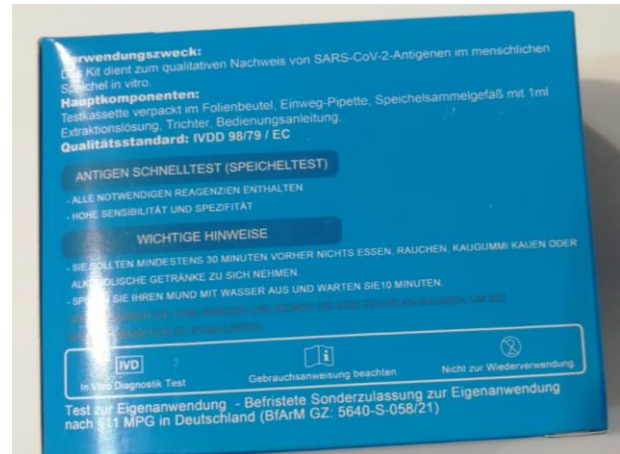 Verwendungszweck:
Das Kit dient zum qualitativen Nachweis von SARS-CoV-2-Antigenen im menschlichen
Speichel in vitro.
Hauptkomponenten:
Testkassette verpackt im Folienbeutel, Einweg-Pipette, Speichelsammelgefäß mit 1ml
Extraktionslösung, Trichter, Bedienungsanleitung.
Qualitätsstandard: IVDD 98/79 / EC
ANTIGEN SCHNELLTEST (SPEICHELTEST)
- ALLE NOTWENDIGEN REAGENZIEN ENTHALTEN
- HOHE SENSIBILITÄT UND SPEZIFITÄT
WICHTIGE HINWEISE
- SIE SOLLTEN MINDESTENS 30 MINUTEN VORHER NICHTS ESSEN, RAUCHEN, KAUGUMMI KAUEN ODER
ALKOHOLISCHE GETRÄNKE ZU SICH NEHMEN.
- SPÜLEN SIE IHREN MUND MIT WASSER AUS UND WARTEN SIE10 MINUTEN.
IVD
In Vitro Diagnostik Test
Gebrauchsanweisung beachten
Nicht zur Wiederverwendung
Test zur Eigenanwendung - Befristete Sonderzulassung zur Eigenanwendung
nach §11 MPG in Deutschland (BfArM GZ: 5640-S-058/21)